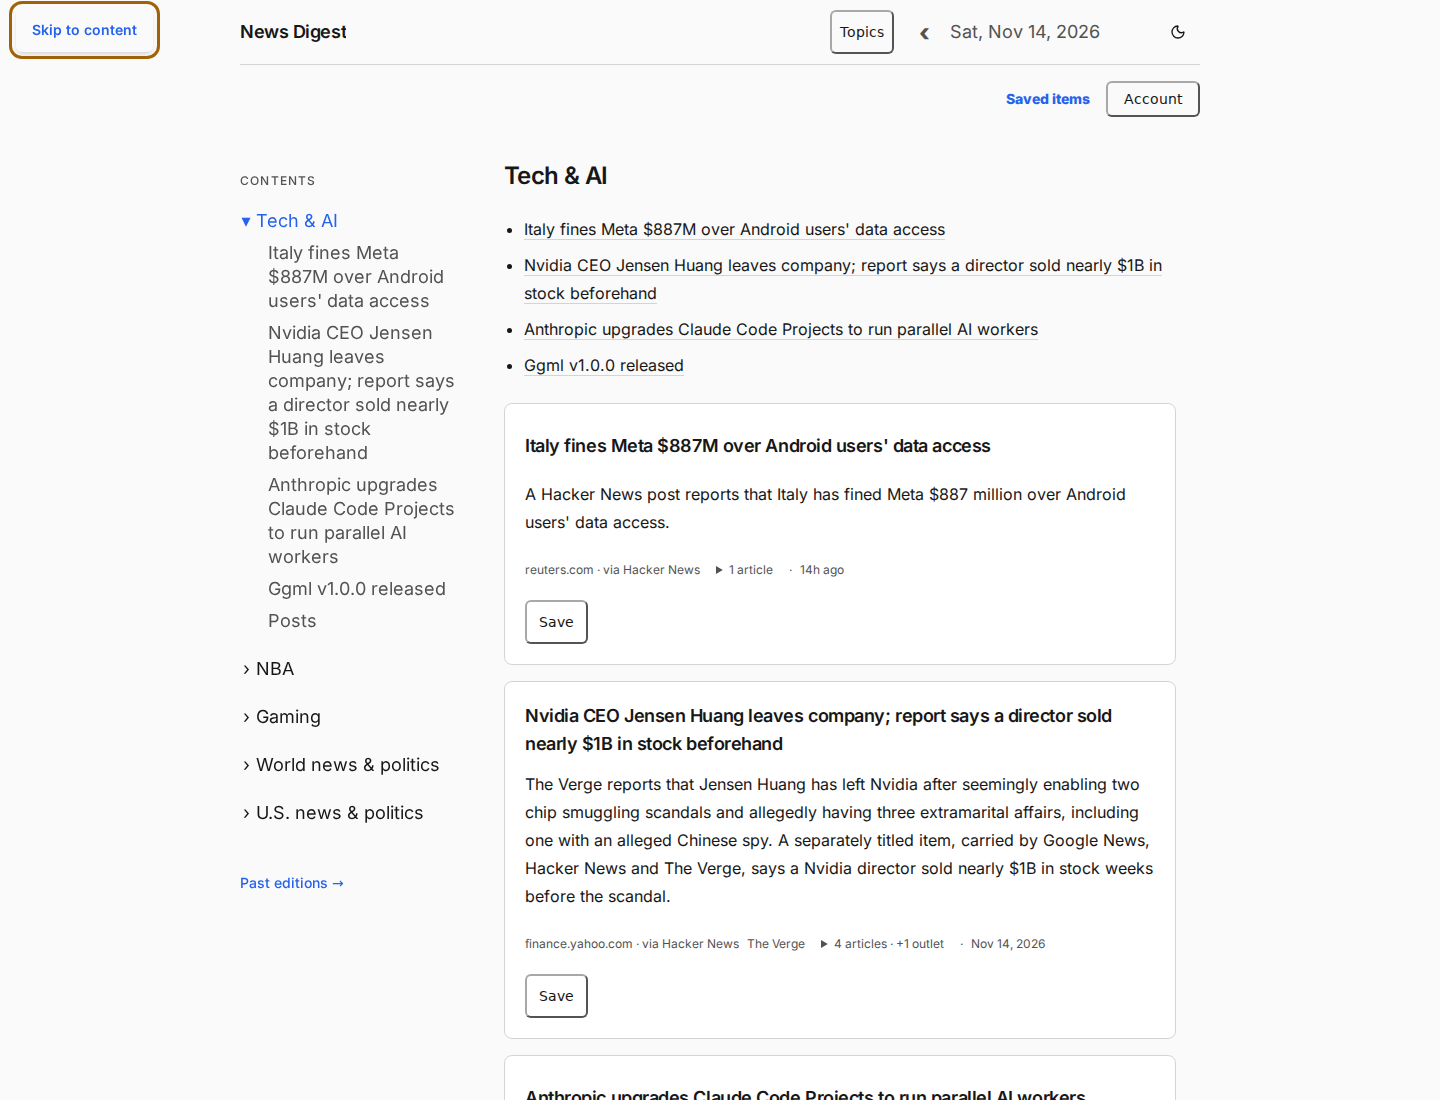 Skip to content
News Digest
Topics
‹ Sat, Nov 14, 2026
Saved items
Account
CONTENTS
▾ Tech & AI
Italy fines Meta
$887M over Android
users' data access
Nvidia CEO Jensen
Huang leaves
company; report says
a director sold nearly
$1B in stock
beforehand
Anthropic upgrades
Claude Code Projects
to run parallel AI
workers
Ggml v1.0.0 released
Posts
› NBA
› Gaming
› World news & politics
› U.S. news & politics
Past editions →
Tech & AI
• Italy fines Meta $887M over Android users' data access
• Nvidia CEO Jensen Huang leaves company; report says a director sold nearly $1B in
stock beforehand
• Anthropic upgrades Claude Code Projects to run parallel AI workers
• Ggml v1.0.0 released
Italy fines Meta $887M over Android users' data access
A Hacker News post reports that Italy has fined Meta $887 million over Android
users' data access.
reuters.com · via Hacker News ▶ 1 article · 14h ago
Save
Nvidia CEO Jensen Huang leaves company; report says a director sold
nearly $1B in stock beforehand
The Verge reports that Jensen Huang has left Nvidia after seemingly enabling two
chip smuggling scandals and allegedly having three extramarital affairs, including
one with an alleged Chinese spy. A separately titled item, carried by Google News,
Hacker News and The Verge, says a Nvidia director sold nearly $1B in stock weeks
before the scandal.
finance.yahoo.com · via Hacker News The Verge ▶ 4 articles · +1 outlet · Nov 14, 2026
Save
Anthropic upgrades Claude Code Projects to run parallel AI workers